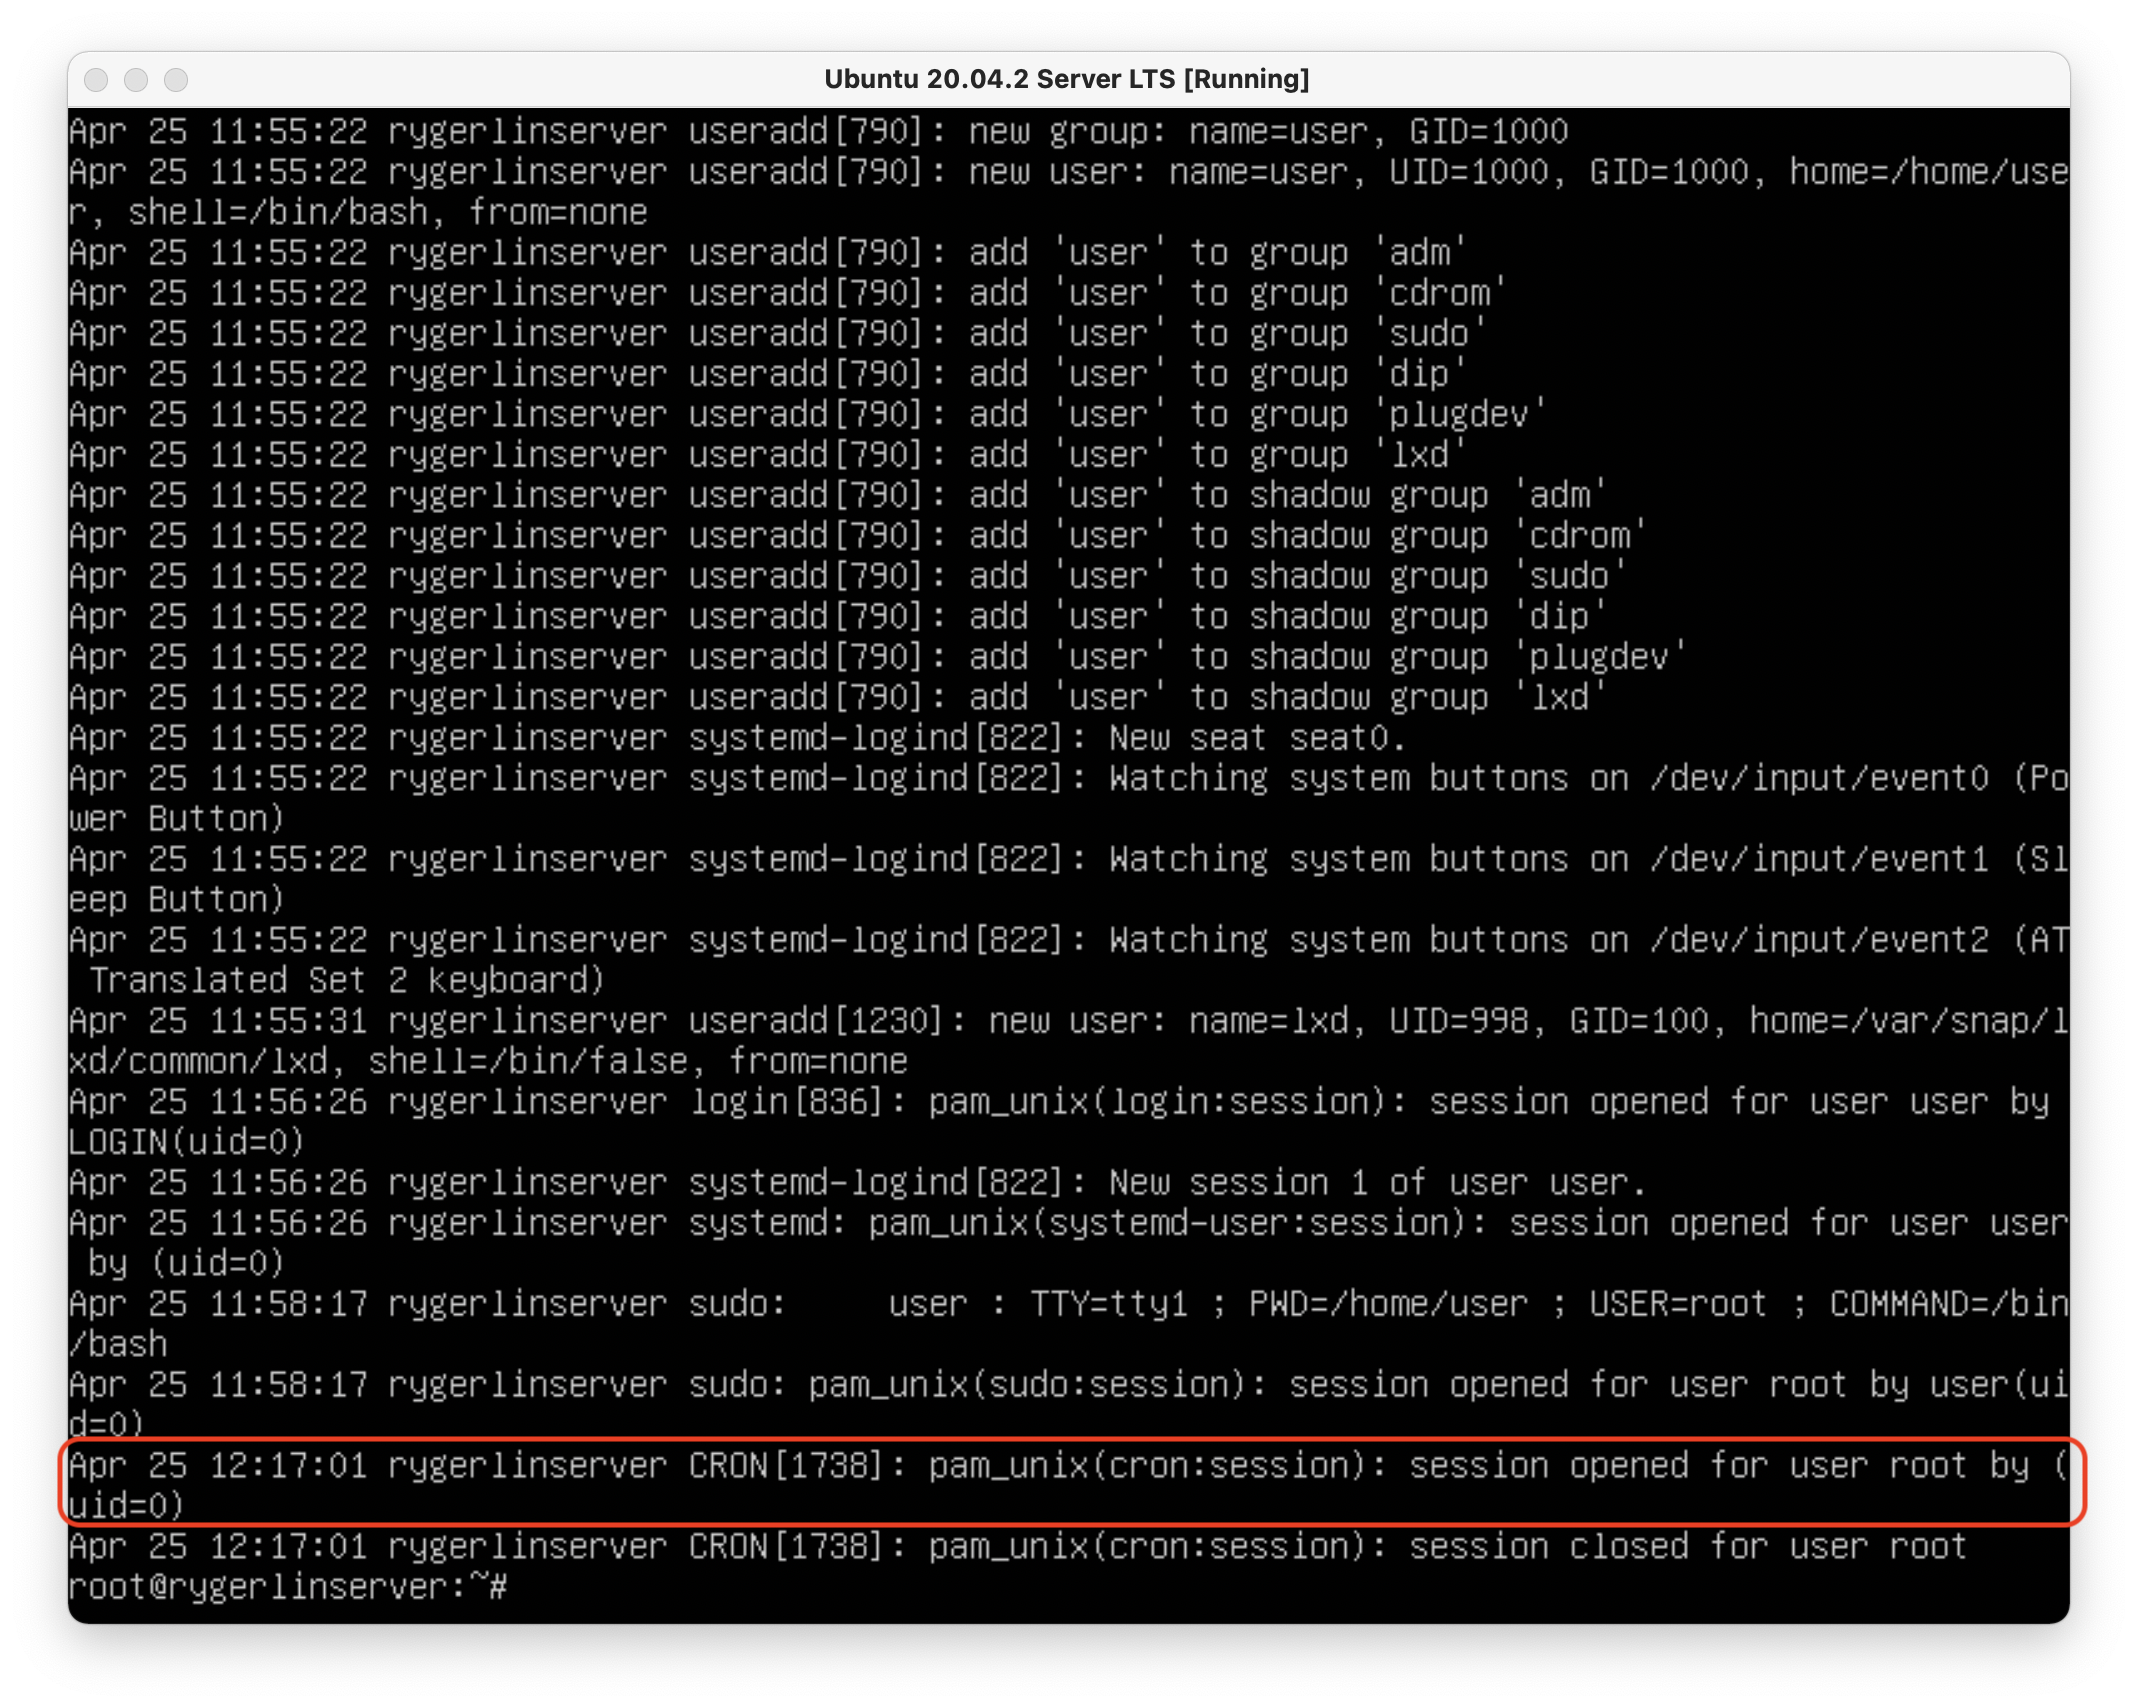 Ubuntu 20.04.2 Server LTS [Running]
Apr 25 11:55:22 rygerlinserver useradd[790]: new group: name=user, GID=1000
Apr 25 11:55:22 rygerlinserver useradd[790]: new user: name=user, UID=1000, GID=1000, home=/home/use
r, shell=/bin/bash, from=none
Apr 25 11:55:22 rygerlinserver useradd[790]: add 'user' to group 'adm'
Apr 25 11:55:22 rygerlinserver useradd[790]: add 'user' to group 'cdrom'
Apr 25 11:55:22 rygerlinserver useradd[790]: add 'user' to group 'sudo'
Apr 25 11:55:22 rygerlinserver useradd[790]: add 'user' to group 'dip'
Apr 25 11:55:22 rygerlinserver useradd[790]: add 'user' to group 'plugdev'
Apr 25 11:55:22 rygerlinserver useradd[790]: add 'user' to group 'lxd'
Apr 25 11:55:22 rygerlinserver useradd[790]: add 'user' to shadow group 'adm'
Apr 25 11:55:22 rygerlinserver useradd[790]: add 'user' to shadow group 'cdrom'
Apr 25 11:55:22 rygerlinserver useradd[790]: add 'user' to shadow group 'sudo'
Apr 25 11:55:22 rygerlinserver useradd[790]: add 'user' to shadow group 'dip'
Apr 25 11:55:22 rygerlinserver useradd[790]: add 'user' to shadow group 'plugdev'
Apr 25 11:55:22 rygerlinserver useradd[790]: add 'user' to shadow group 'lxd'
Apr 25 11:55:22 rygerlinserver systemd-logind[822]: New seat seat0.
Apr 25 11:55:22 rygerlinserver systemd-logind[822]: Watching system buttons on /dev/input/event0 (Po
wer Button)
Apr 25 11:55:22 rygerlinserver systemd-logind[822]: Watching system buttons on /dev/input/event1 (Sl
eep Button)
Apr 25 11:55:22 rygerlinserver systemd-logind[822]: Watching system buttons on /dev/input/event2 (AT
 Translated Set 2 keyboard)
Apr 25 11:55:31 rygerlinserver useradd[1230]: new user: name=lxd, UID=998, GID=100, home=/var/snap/l
xd/common/lxd, shell=/bin/false, from=none
Apr 25 11:56:26 rygerlinserver login[836]: pam_unix(login:session): session opened for user user by
LOGIN(uid=0)
Apr 25 11:56:26 rygerlinserver systemd-logind[822]: New session 1 of user user.
Apr 25 11:56:26 rygerlinserver systemd: pam_unix(systemd-user:session): session opened for user user
 by (uid=0)
Apr 25 11:58:17 rygerlinserver sudo:     user : TTY=tty1 ; PWD=/home/user ; USER=root ; COMMAND=/bin
/bash
Apr 25 11:58:17 rygerlinserver sudo: pam_unix(sudo:session): session opened for user root by user(ui
d=0)
Apr 25 12:17:01 rygerlinserver CRON[1738]: pam_unix(cron:session): session opened for user root by (
uid=0)
Apr 25 12:17:01 rygerlinserver CRON[1738]: pam_unix(cron:session): session closed for user root
root@rygerlinserver:~#